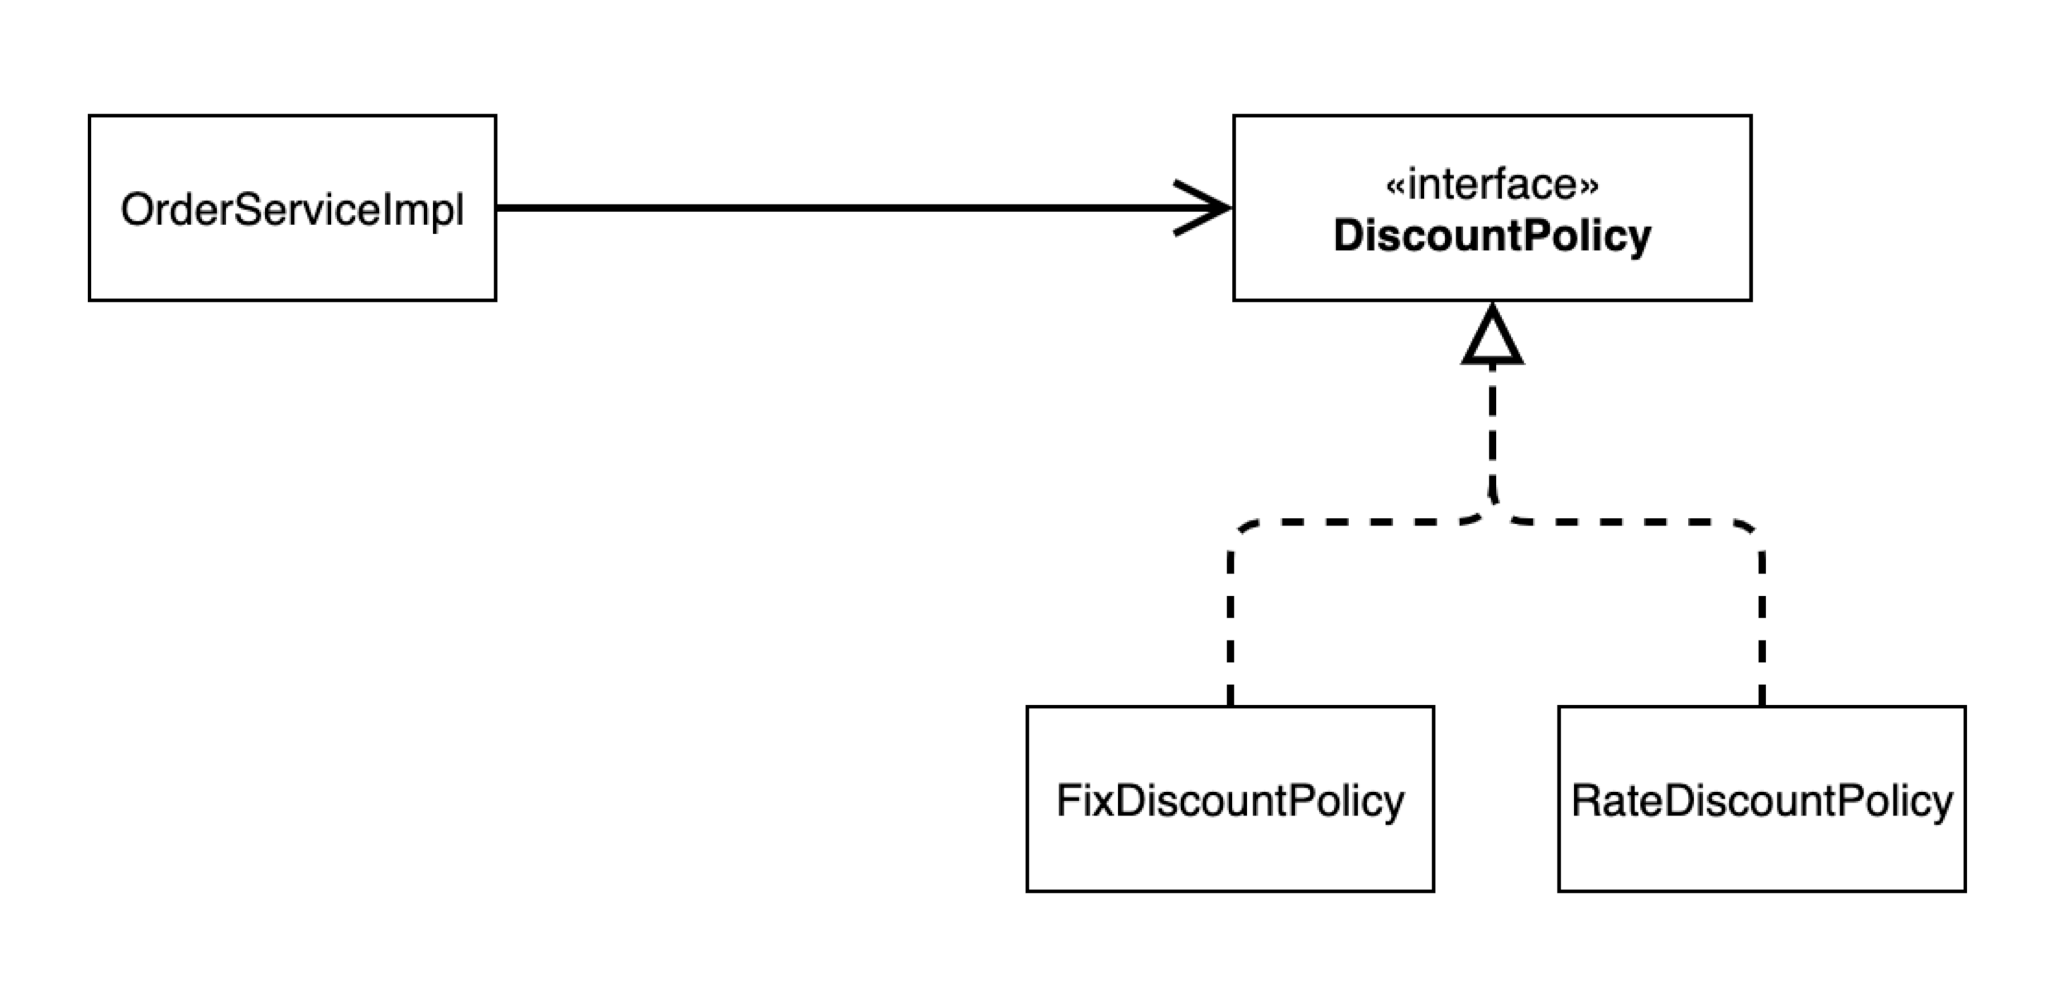 OrderServiceImpl
«interface»
DiscountPolicy
FixDiscountPolicy
RateDiscountPolicy